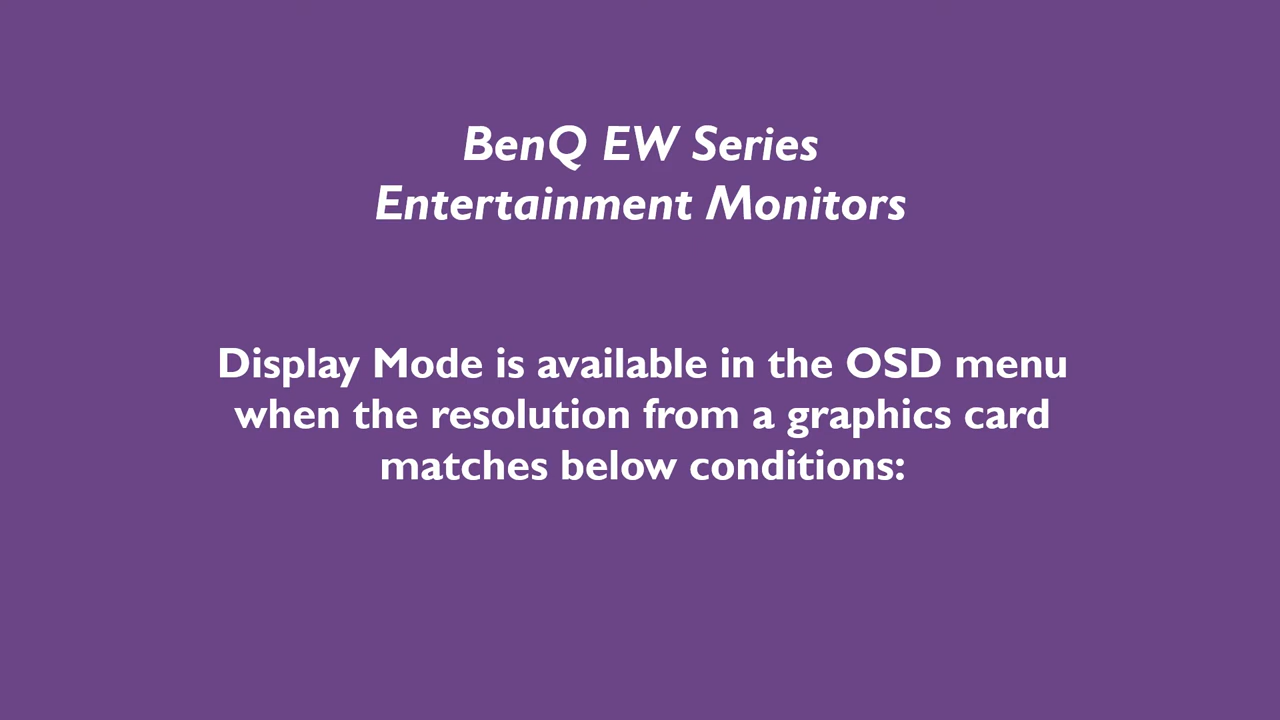 BenQ EW Series
Entertainment Monitors
Display Mode is available in the OSD menu
when the resolution from a graphics card
matches below conditions: